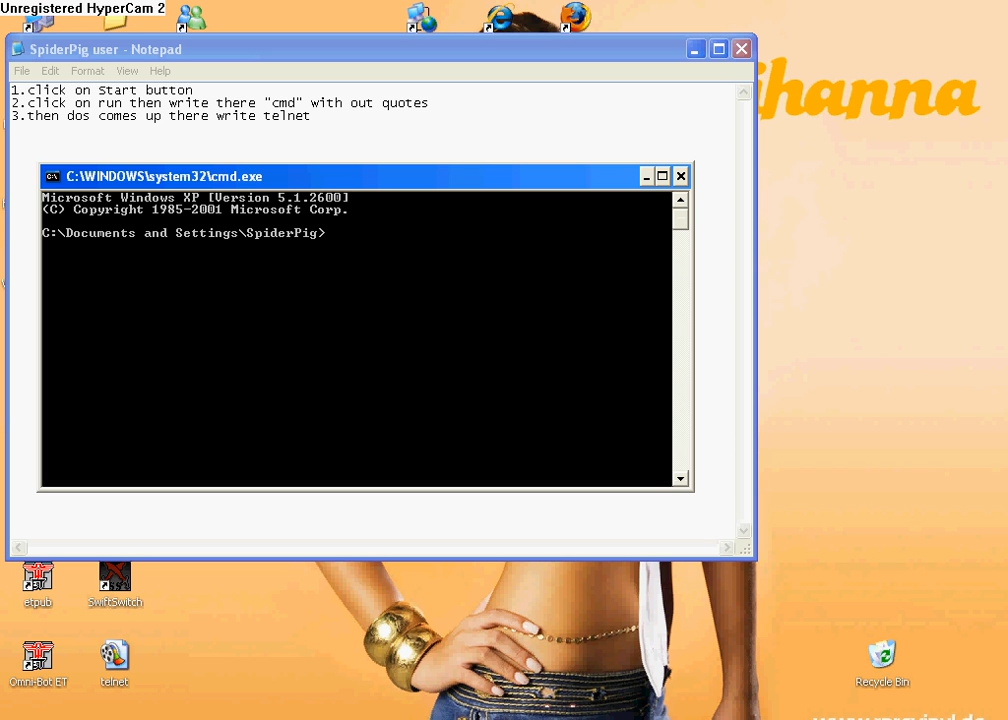 Unregistered HyperCam 2
SpiderPig user - Notepad
File Edit Format View Help
1.click on Start button
2.click on run then write there "cmd" with out quotes
3.then dos comes up there write telnet
C:\WINDOWS\system32\cmd.exe
Microsoft Windows XP [Version 5.1.2600]
(C) Copyright 1985-2001 Microsoft Corp.
C:\Documents and Settings\SpiderPig>
ihanna
etpub
SwiftSwitch
Omni-Bot ET
telnet
Recycle Bin